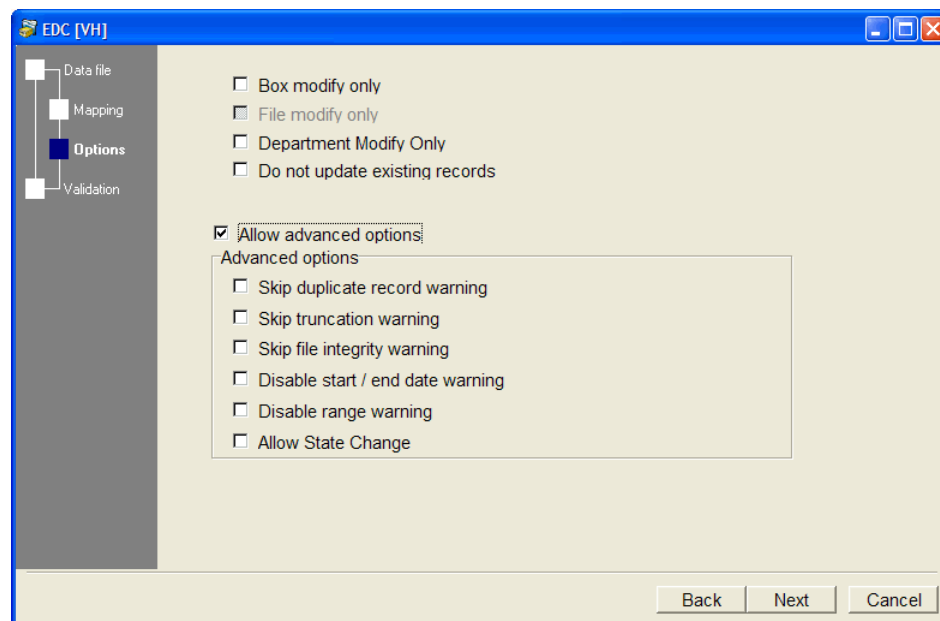 EDC [VH]
Data file
Mapping
Options
Validation
Box modify only
File modify only
Department Modify Only
Do not update existing records
Allow advanced options
Advanced options
Skip duplicate record warning
Skip truncation warning
Skip file integrity warning
Disable start / end date warning
Disable range warning
Allow State Change
Back Next Cancel